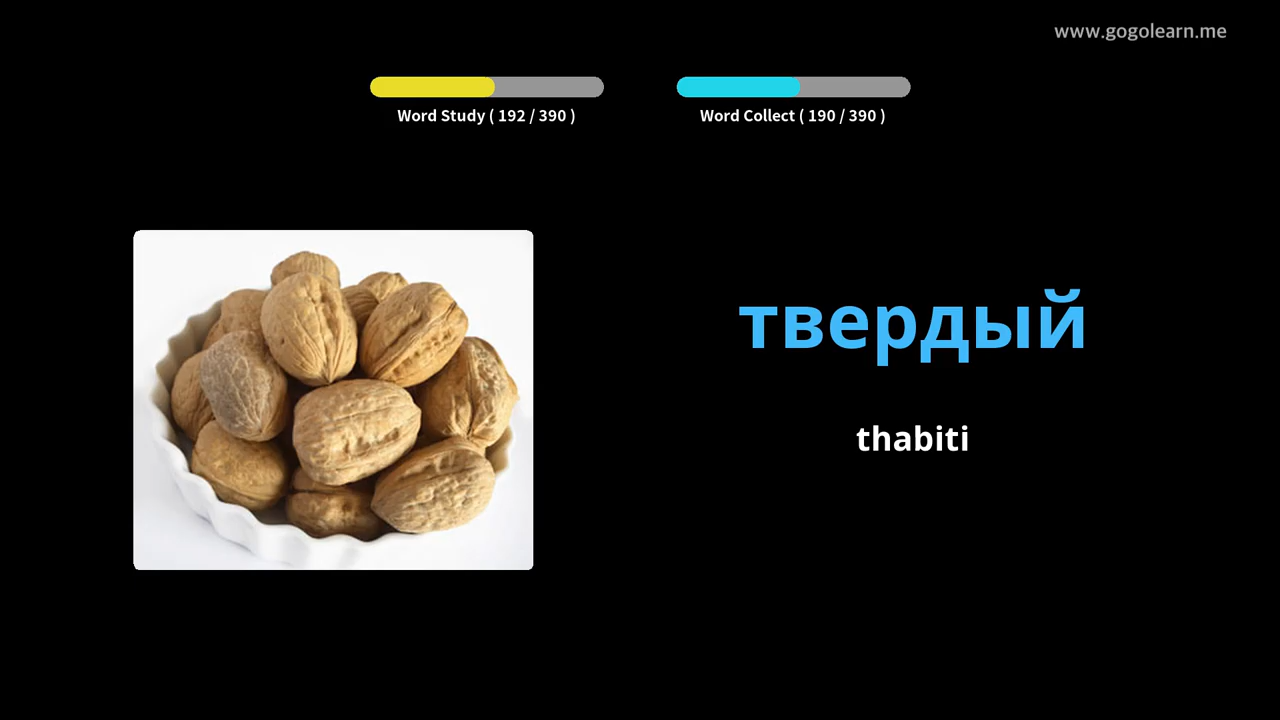 www.gogolearn.me
Word Study ( 192 / 390 )
Word Collect ( 190 / 390 )
твердый
thabiti